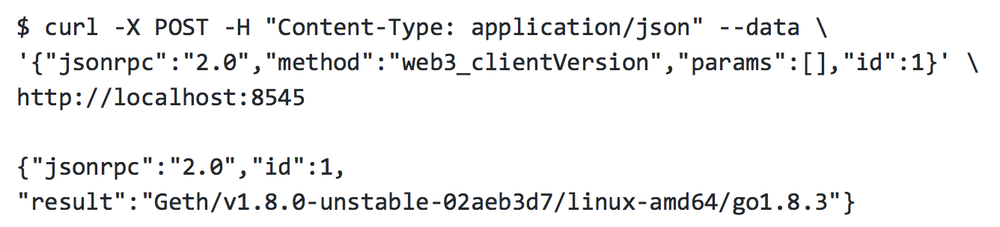 $ curl -X POST -H "Content-Type: application/json" --data \
'{"jsonrpc":"2.0","method":"web3_clientVersion","params":[],"id":1}' \
http://localhost:8545
{"jsonrpc":"2.0","id":1,
"result":"Geth/v1.8.0-unstable-02aeb3d7/linux-amd64/go1.8.3"}